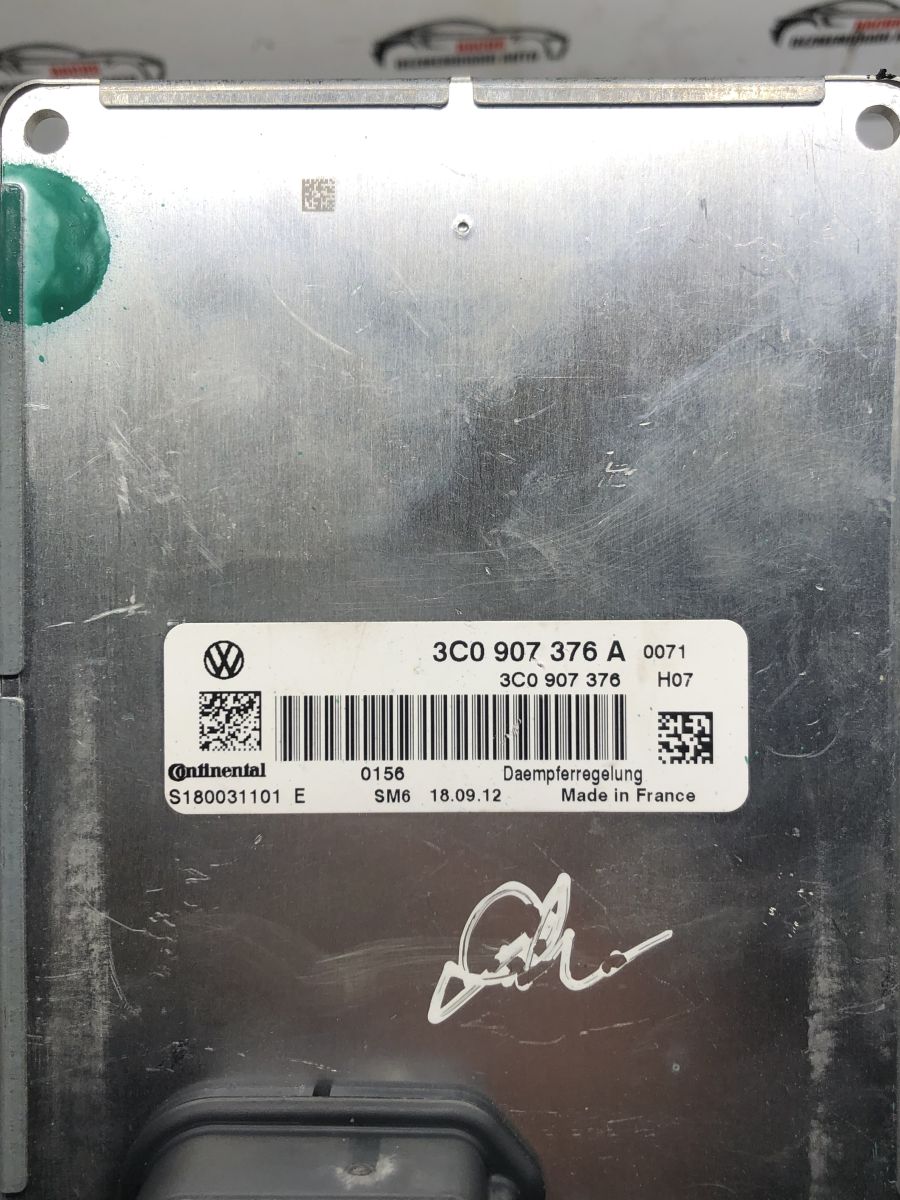 3C0 907 376 A 0071
3C0 907 376 H07
Continental 0156 Daempferregelung
S180031101 E SM6 18.09.12 Made in France